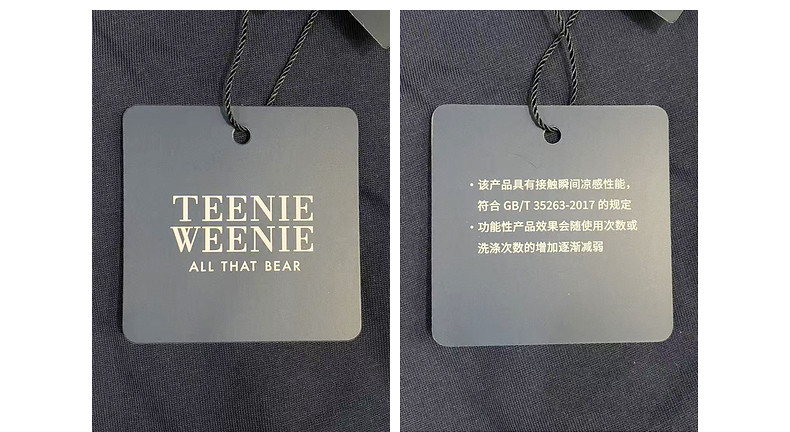 TEENIE
WEENIE
ALL THAT BEAR
• 该产品具有接触瞬间凉感性能，
符合 GB/T 35263-2017 的规定
• 功能性产品效果会随使用次数或
洗涤次数的增加逐渐减弱